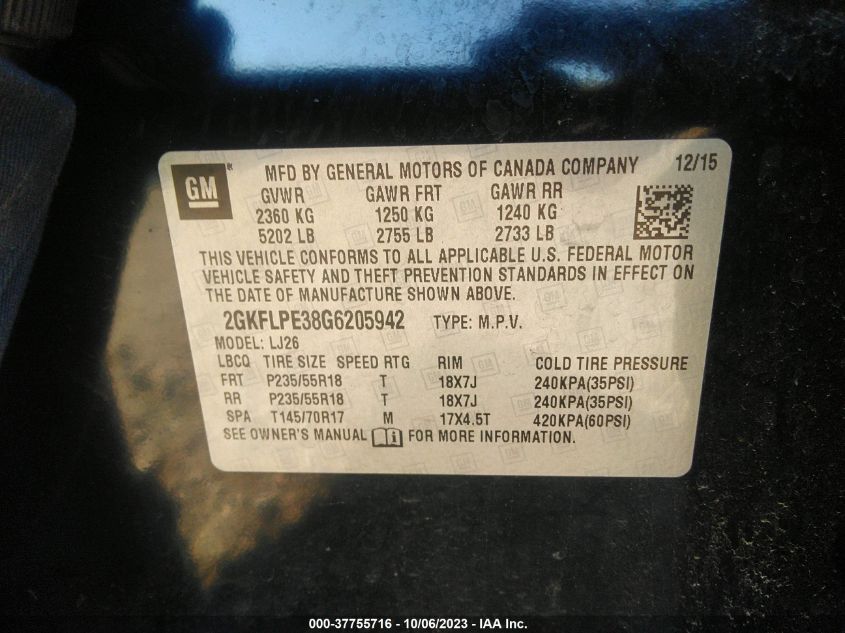 GM
MFD BY GENERAL MOTORS OF CANADA COMPANY 12/15
GVWR GAWR FRT GAWR RR
2360 KG 1250 KG 1240 KG
5202 LB 2755 LB 2733 LB
THIS VEHICLE CONFORMS TO ALL APPLICABLE U.S. FEDERAL MOTOR
VEHICLE SAFETY AND THEFT PREVENTION STANDARDS IN EFFECT ON
THE DATE OF MANUFACTURE SHOWN ABOVE.
2GKFLPE38G6205942 TYPE: M.P.V.
MODEL: LJ26
LBCQ TIRE SIZE SPEED RTG RIM COLD TIRE PRESSURE
FRT P235/55R18 T 18X7J 240KPA(35PSI)
RR P235/55R18 T 18X7J 240KPA(35PSI)
SPA T145/70R17 M 17X4.5T 420KPA(60PSI)
SEE OWNER'S MANUAL FOR MORE INFORMATION.
000-37755716 - 10/06/2023 - IAA Inc.